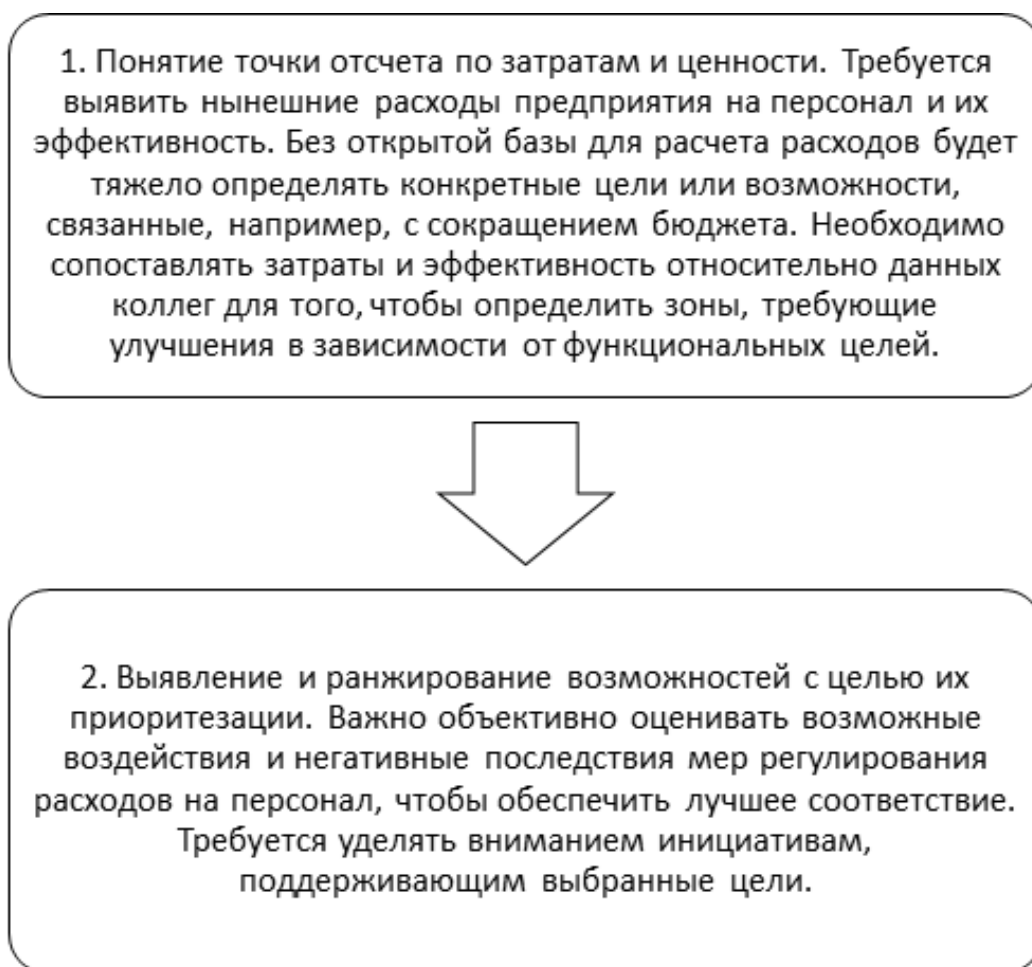 1. Понятие точки отсчета по затратам и ценности. Требуется
выявить нынешние расходы предприятия на персонал и их
эффективность. Без открытой базы для расчета расходов будет
тяжело определять конкретные цели или возможности,
связанные, например, с сокращением бюджета. Необходимо
сопоставлять затраты и эффективность относительно данных
коллег для того, чтобы определить зоны, требующие
улучшения в зависимости от функциональных целей.
2. Выявление и ранжирование возможностей с целью их
приоритезации. Важно объективно оценивать возможные
воздействия и негативные последствия мер регулирования
расходов на персонал, чтобы обеспечить лучшее соответствие.
Требуется уделять вниманием инициативам,
поддерживающим выбранные цели.